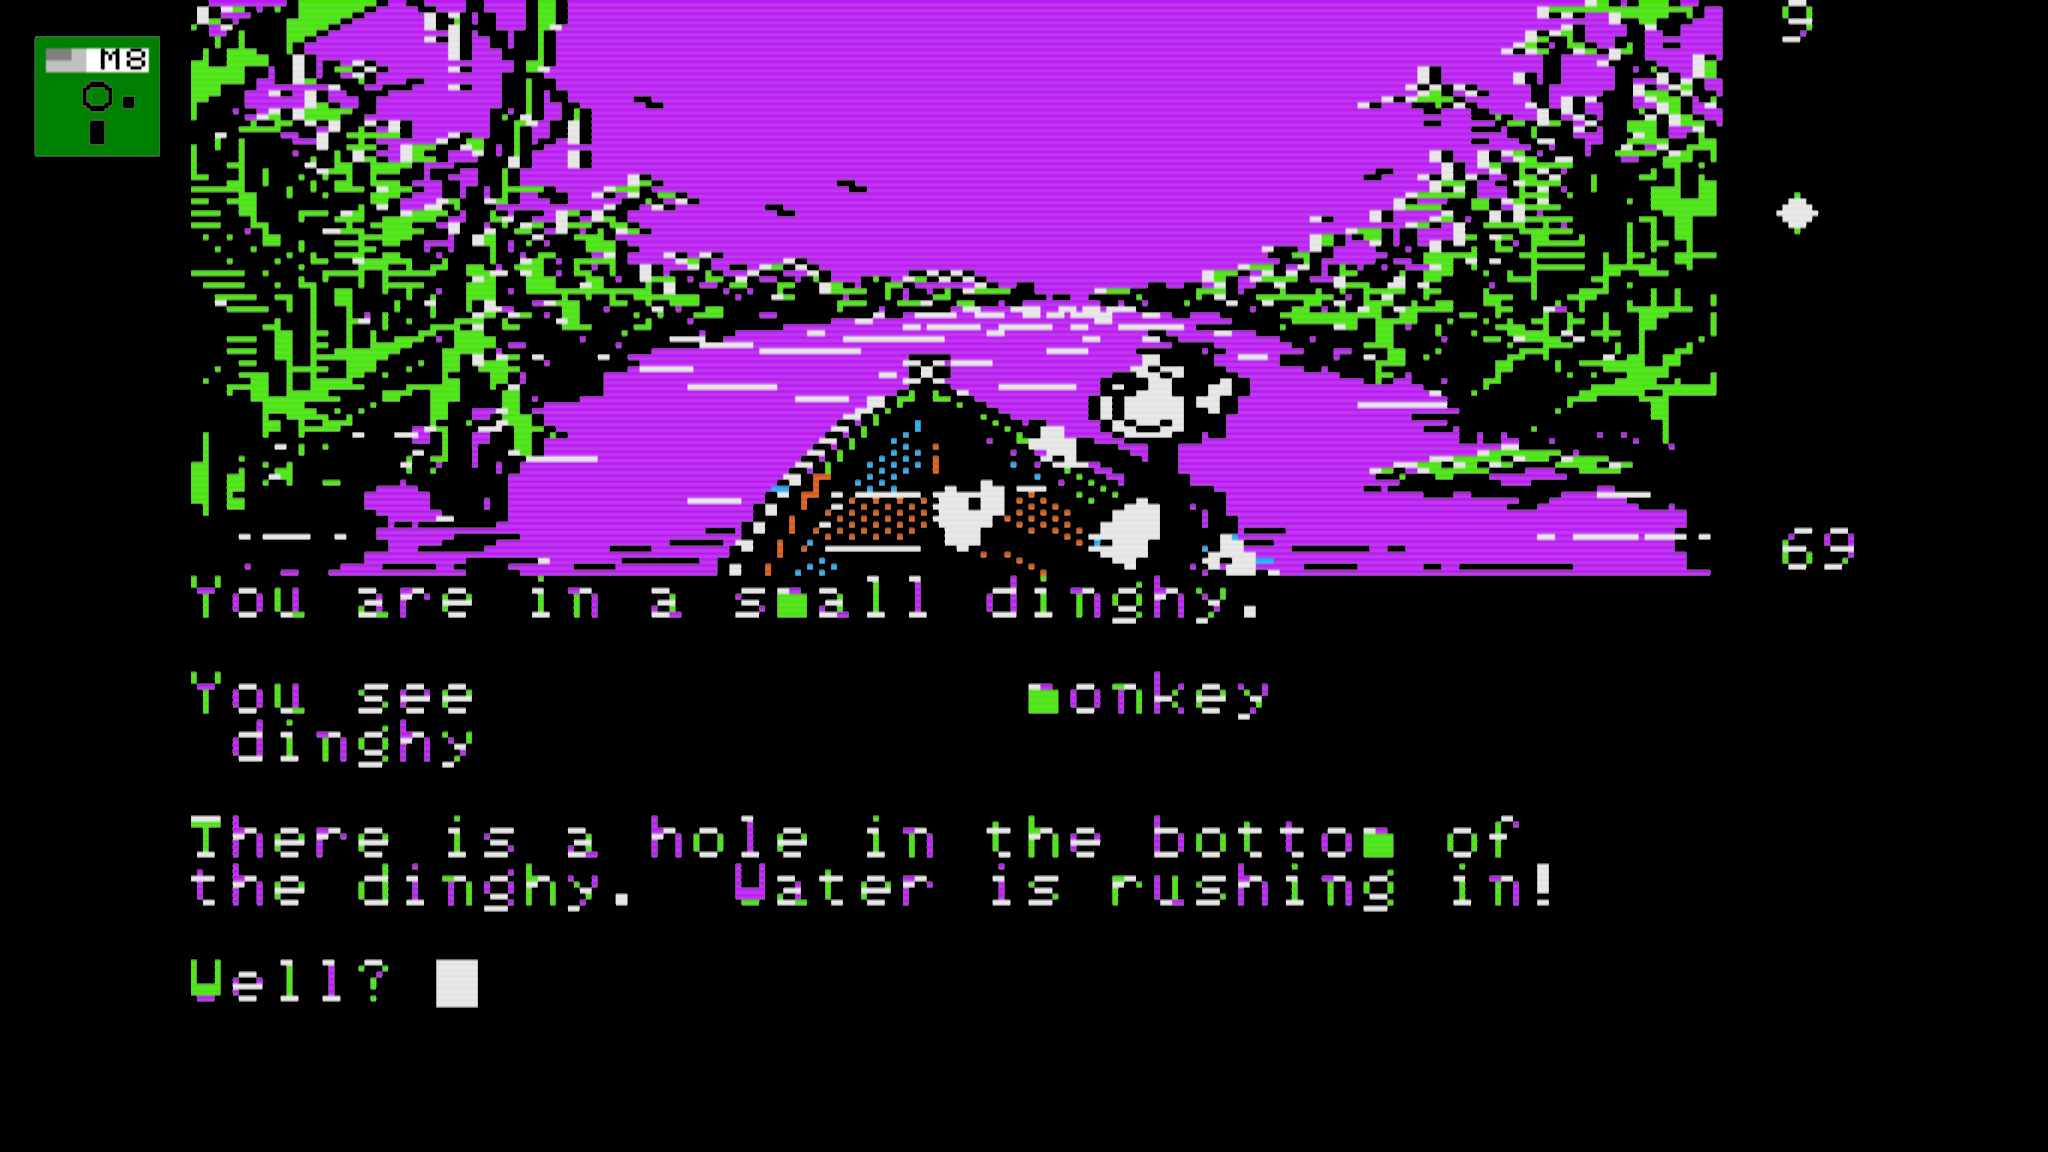 M8
9
69
You are in a small dinghy.
You see monkey
dinghy
There is a hole in the bottom of
the dinghy. Water is rushing in!
Well?